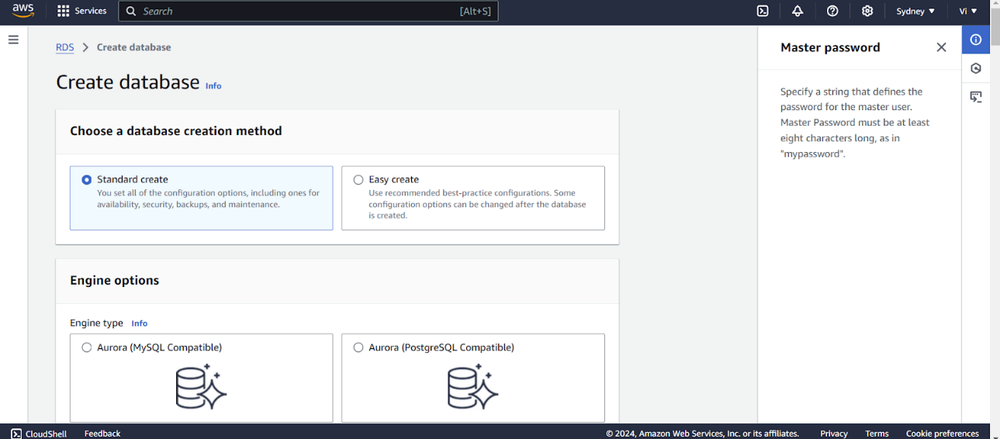 aws
Services
Search
[Alt+S]
Sydney
Vi
RDS
Create database
Create database Info
Choose a database creation method
Standard create
You set all of the configuration options, including ones for
availability, security, backups, and maintenance.
Easy create
Use recommended best-practice configurations. Some
configuration options can be changed after the database
is created.
Engine options
Engine type Info
Aurora (MySQL Compatible)
Aurora (PostgreSQL Compatible)
Master password
Specify a string that defines the
password for the master user.
Master Password must be at least
eight characters long, as in
"mypassword".
CloudShell
Feedback
© 2024, Amazon Web Services, Inc. or its affiliates.
Privacy
Terms
Cookie preferences